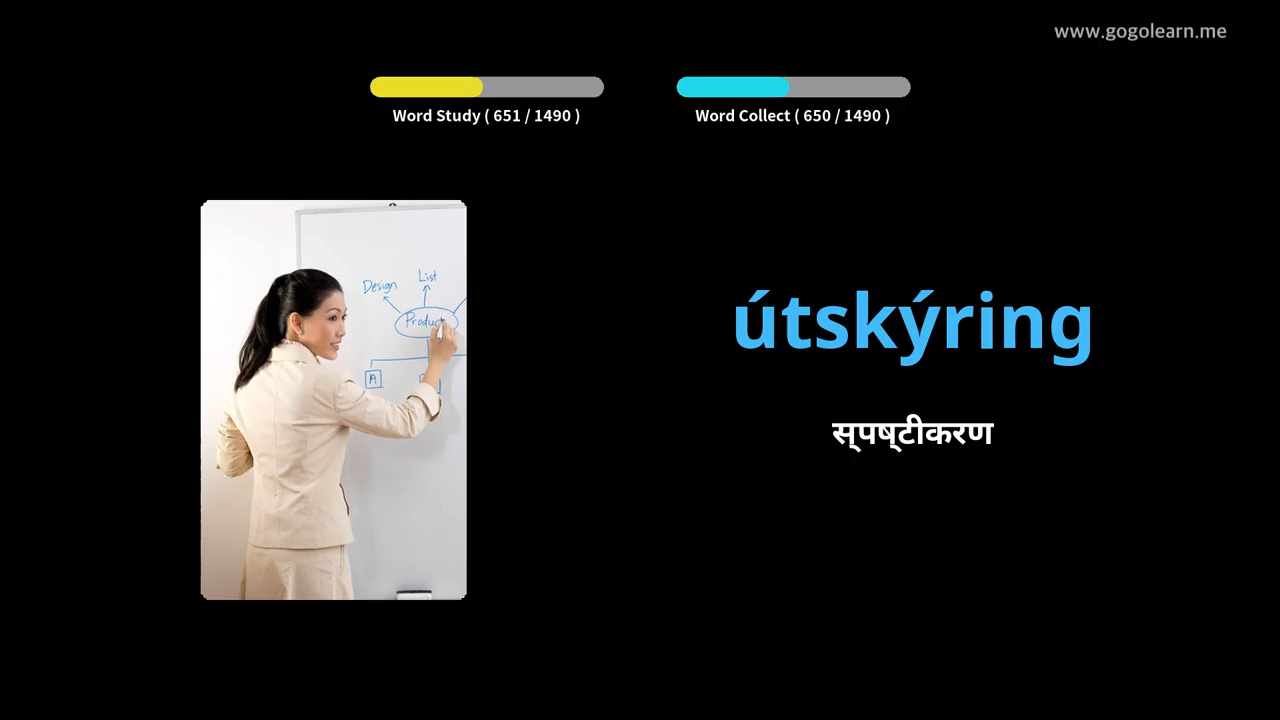 www.gogolearn.me
Word Study ( 651 / 1490 )
Word Collect ( 650 / 1490 )
Design
List
Product
A
útskýring
स्पष्टीकरण